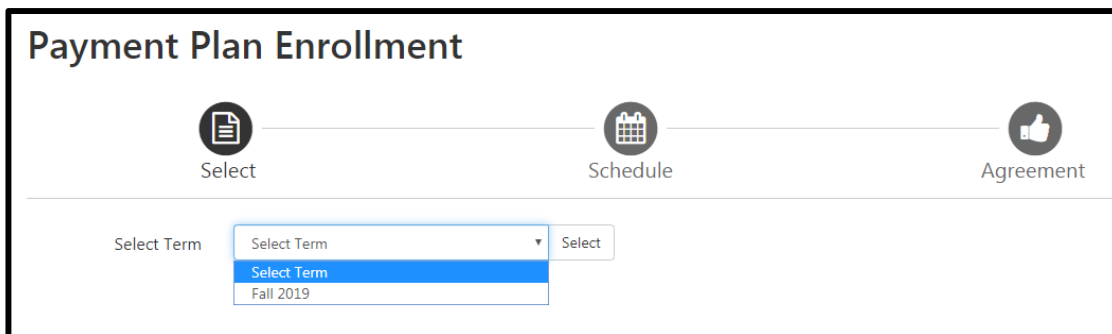 Payment Plan Enrollment
Select Schedule Agreement
Select Term Select Term Select
Select Term
Fall 2019